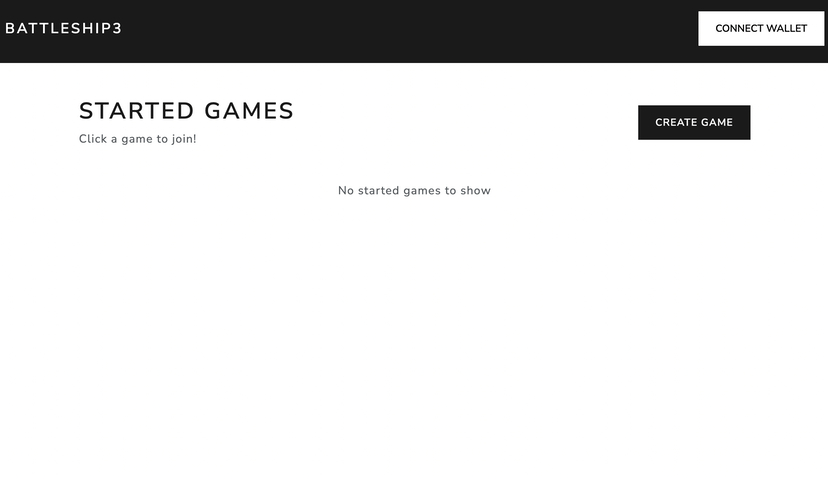 BATTLESHIP3
CONNECT WALLET
STARTED GAMES
Click a game to join!
CREATE GAME
No started games to show